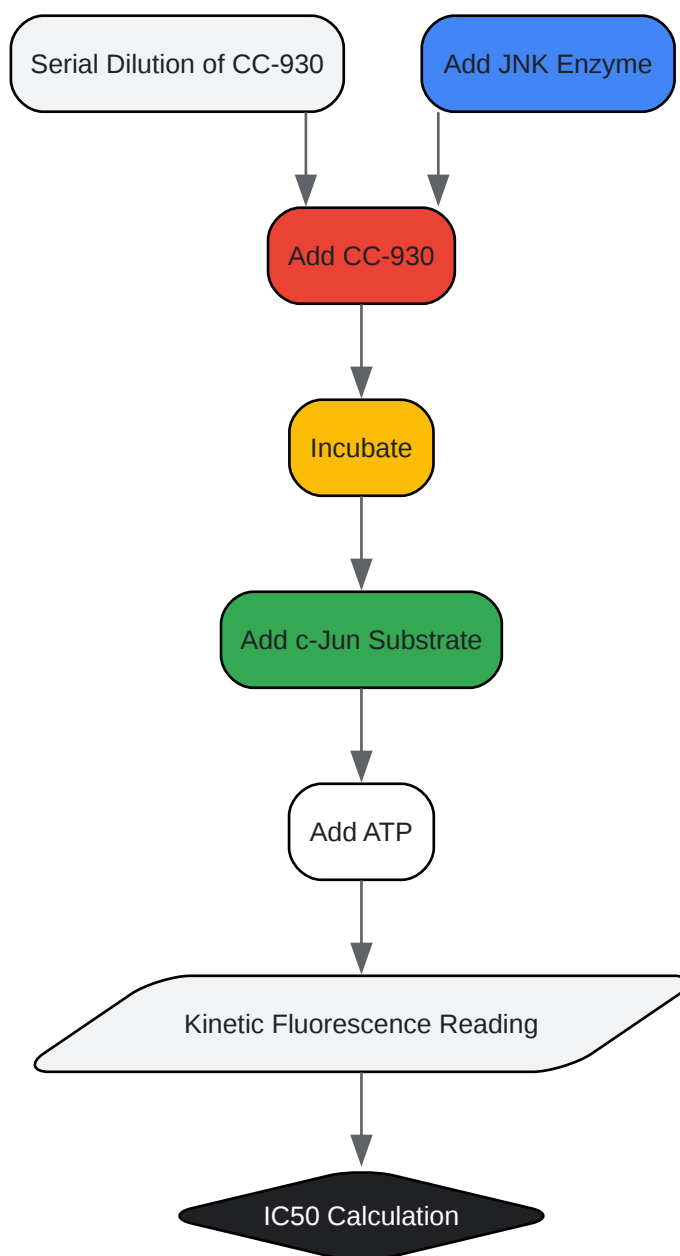 Serial Dilution of CC-930
Add JNK Enzyme
Add CC-930
Incubate
Add c-Jun Substrate
Add ATP
Kinetic Fluorescence Reading
IC50 Calculation